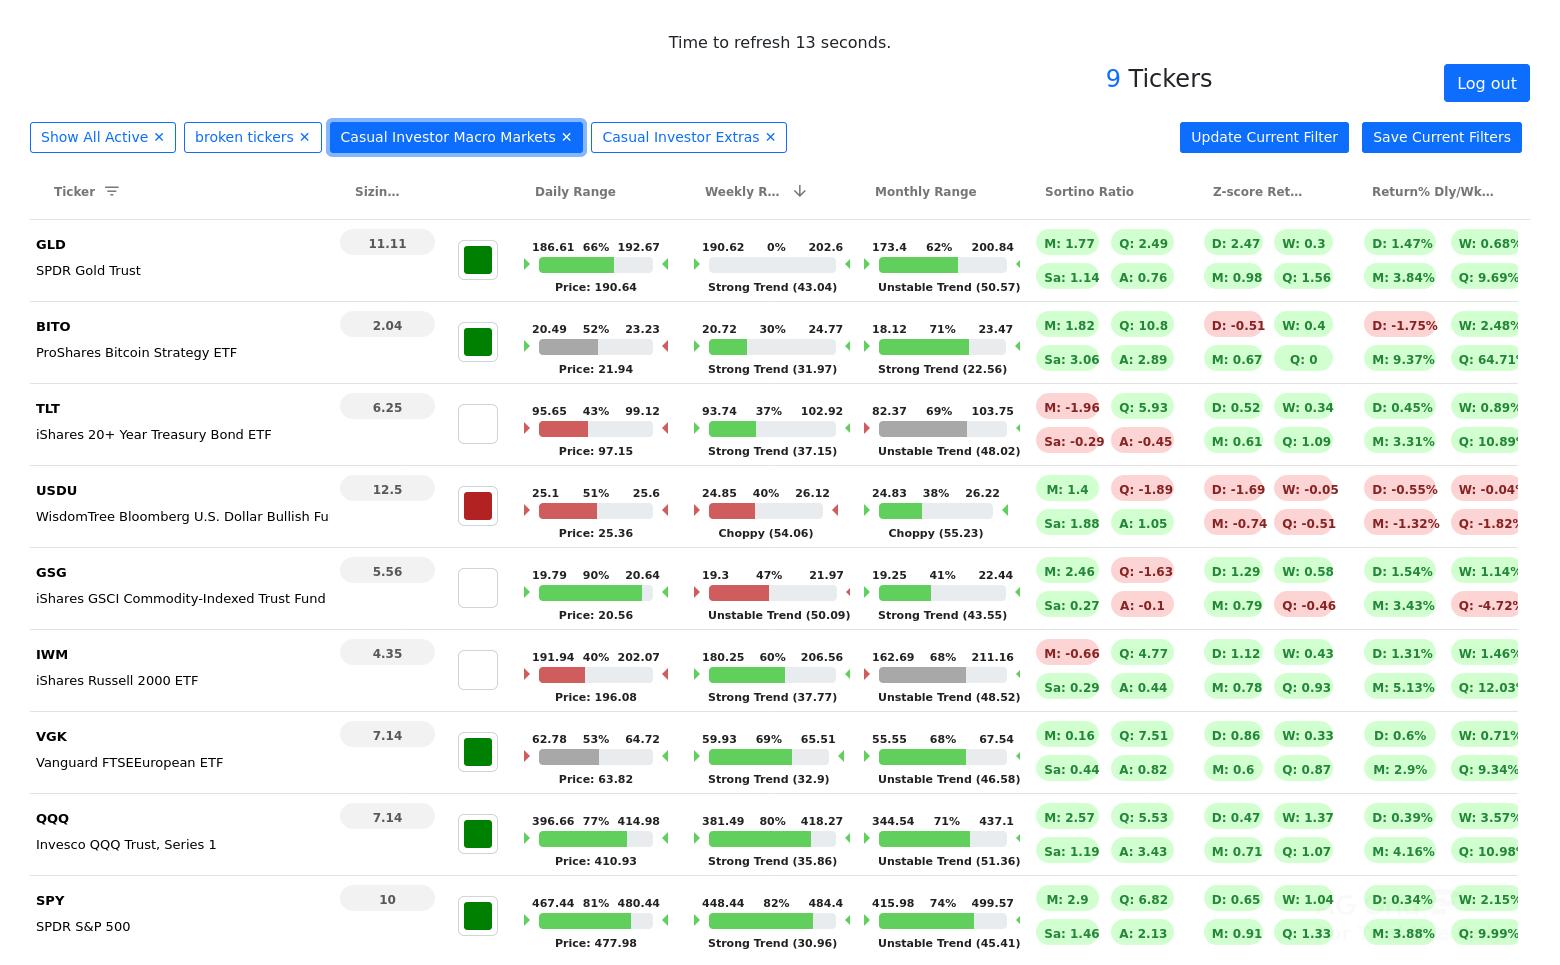 Time to refresh 13 seconds.
9 Tickers
Log out
Show All Active ✕ broken tickers ✕ Casual Investor Macro Markets ✕ Casual Investor Extras ✕ Update Current Filter Save Current Filters
Ticker Sizin... Daily Range Weekly R... Monthly Range Sortino Ratio Z-score Ret... Return% Dly/Wk...
GLD 11.11 186.61 66% 192.67 190.62 0% 202.6 173.4 62% 200.84 M: 1.77 Q: 2.49 D: 2.47 W: 0.3 D: 1.47% W: 0.68%
SPDR Gold Trust Price: 190.64 Strong Trend (43.04) Unstable Trend (50.57) Sa: 1.14 A: 0.76 M: 0.98 Q: 1.56 M: 3.84% Q: 9.69%
BITO 2.04 20.49 52% 23.23 20.72 30% 24.77 18.12 71% 23.47 M: 1.82 Q: 10.8 D: -0.51 W: 0.4 D: -1.75% W: 2.48%
ProShares Bitcoin Strategy ETF Price: 21.94 Strong Trend (31.97) Strong Trend (22.56) Sa: 3.06 A: 2.89 M: 0.67 Q: 0 M: 9.37% Q: 64.71%
TLT 6.25 95.65 43% 99.12 93.74 37% 102.92 82.37 69% 103.75 M: -1.96 Q: 5.93 D: 0.52 W: 0.34 D: 0.45% W: 0.89%
iShares 20+ Year Treasury Bond ETF Price: 97.15 Strong Trend (37.15) Unstable Trend (48.02) Sa: -0.29 A: -0.45 M: 0.61 Q: 1.09 M: 3.31% Q: 10.89%
USDU 12.5 25.1 51% 25.6 24.85 40% 26.12 24.83 38% 26.22 M: 1.4 Q: -1.89 D: -1.69 W: -0.05 D: -0.55% W: -0.04%
WisdomTree Bloomberg U.S. Dollar Bullish Fu Price: 25.36 Choppy (54.06) Choppy (55.23) Sa: 1.88 A: 1.05 M: -0.74 Q: -0.51 M: -1.32% Q: -1.82%
GSG 5.56 19.79 90% 20.64 19.3 47% 21.97 19.25 41% 22.44 M: 2.46 Q: -1.63 D: 1.29 W: 0.58 D: 1.54% W: 1.14%
iShares GSCI Commodity-Indexed Trust Fund Price: 20.56 Unstable Trend (50.09) Strong Trend (43.55) Sa: 0.27 A: -0.1 M: 0.79 Q: -0.46 M: 3.43% Q: -4.72%
IWM 4.35 191.94 40% 202.07 180.25 60% 206.56 162.69 68% 211.16 M: -0.66 Q: 4.77 D: 1.12 W: 0.43 D: 1.31% W: 1.46%
iShares Russell 2000 ETF Price: 196.08 Strong Trend (37.77) Unstable Trend (48.52) Sa: 0.29 A: 0.44 M: 0.78 Q: 0.93 M: 5.13% Q: 12.03%
VGK 7.14 62.78 53% 64.72 59.93 69% 65.51 55.55 68% 67.54 M: 0.16 Q: 7.51 D: 0.86 W: 0.33 D: 0.6% W: 0.71%
Vanguard FTSEEuropean ETF Price: 63.82 Strong Trend (32.9) Unstable Trend (46.58) Sa: 0.44 A: 0.82 M: 0.6 Q: 0.87 M: 2.9% Q: 9.34%
QQQ 7.14 396.66 77% 414.98 381.49 80% 418.27 344.54 71% 437.1 M: 2.57 Q: 5.53 D: 0.47 W: 1.37 D: 0.39% W: 3.57%
Invesco QQQ Trust, Series 1 Price: 410.93 Strong Trend (35.86) Unstable Trend (51.36) Sa: 1.19 A: 3.43 M: 0.71 Q: 1.07 M: 4.16% Q: 10.98%
SPY 10 467.44 81% 480.44 448.44 82% 484.4 415.98 74% 499.57 M: 2.9 Q: 6.82 D: 0.65 W: 1.04 D: 0.34% W: 2.15%
SPDR S&P 500 Price: 477.98 Strong Trend (30.96) Unstable Trend (45.41) Sa: 1.46 A: 2.13 M: 0.91 Q: 1.33 M: 3.88% Q: 9.99%